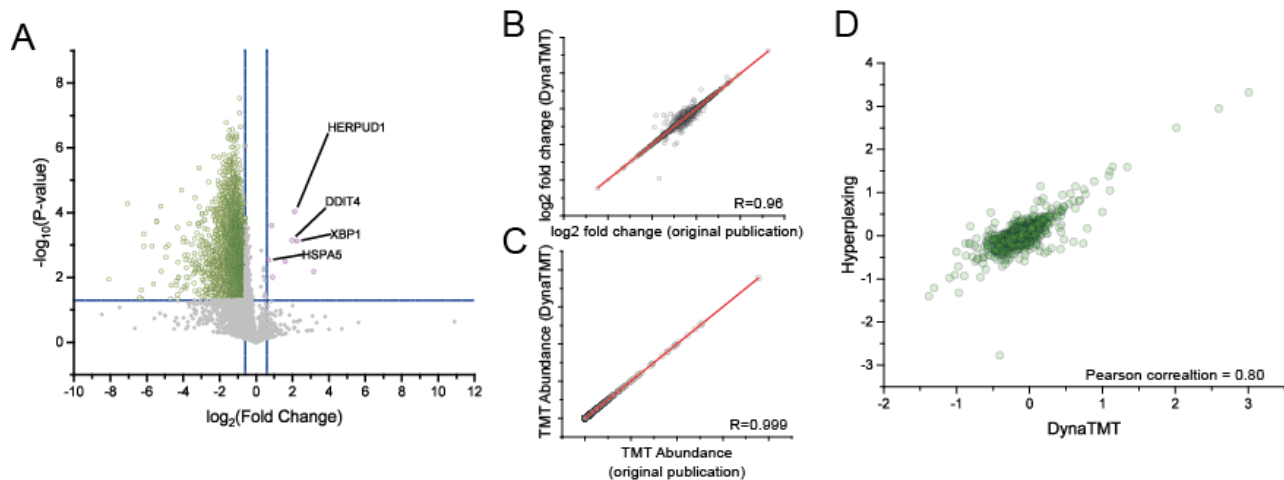 A
-log10(P-value)
8
6
4
2
0
HERPUD1
DDIT4
XBP1
HSPA5
-10 -8 -6 -4 -2 0 2 4 6 8 10 12
log2(Fold Change)
B
log2 fold change (DynaTMT)
R=0.96
log2 fold change (original publication)
C
TMT Abundance (DynaTMT)
R=0.999
TMT Abundance
(original publication)
D
Hyperplexing
4
3
2
1
0
-1
-2
-3
Pearson correaltion = 0.80
-2 -1 0 1 2 3
DynaTMT